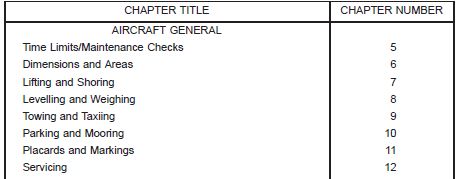 CHAPTER TITLE CHAPTER NUMBER
AIRCRAFT GENERAL
Time Limits/Maintenance Checks 5
Dimensions and Areas 6
Lifting and Shoring 7
Levelling and Weighing 8
Towing and Taxiing 9
Parking and Mooring 10
Placards and Markings 11
Servicing 12